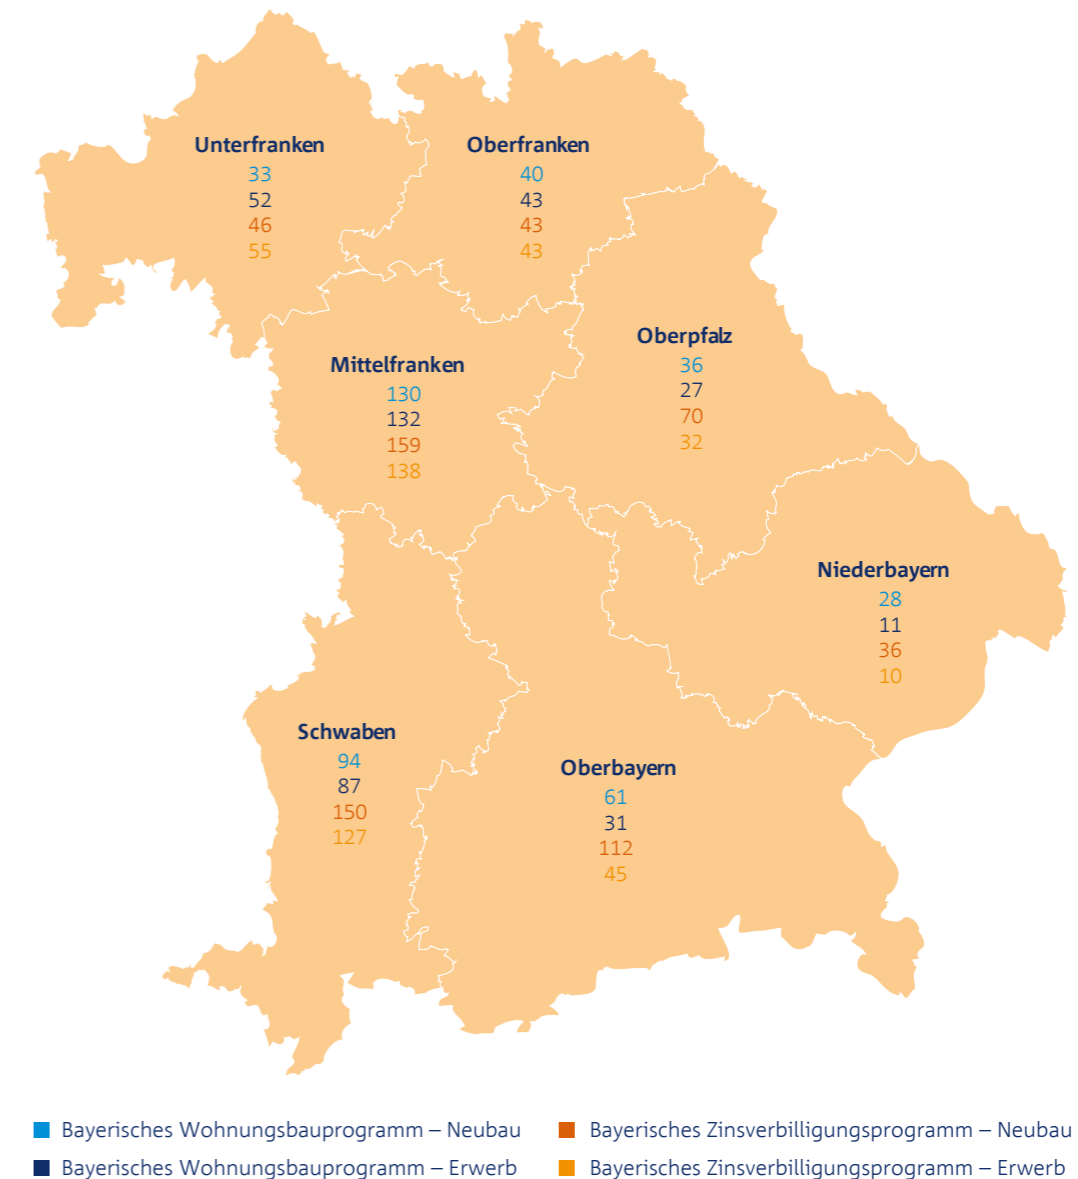 Unterfranken
33
52
46
55
Oberfranken
40
43
43
43
Oberpfalz
36
27
70
32
Mittelfranken
130
132
159
138
Niederbayern
28
11
36
10
Schwaben
94
87
150
127
Oberbayern
61
31
112
45
Bayerisches Wohnungsbauprogramm – Neubau
Bayerisches Wohnungsbauprogramm – Erwerb
Bayerisches Zinsverbilligungsprogramm – Neubau
Bayerisches Zinsverbilligungsprogramm – Erwerb